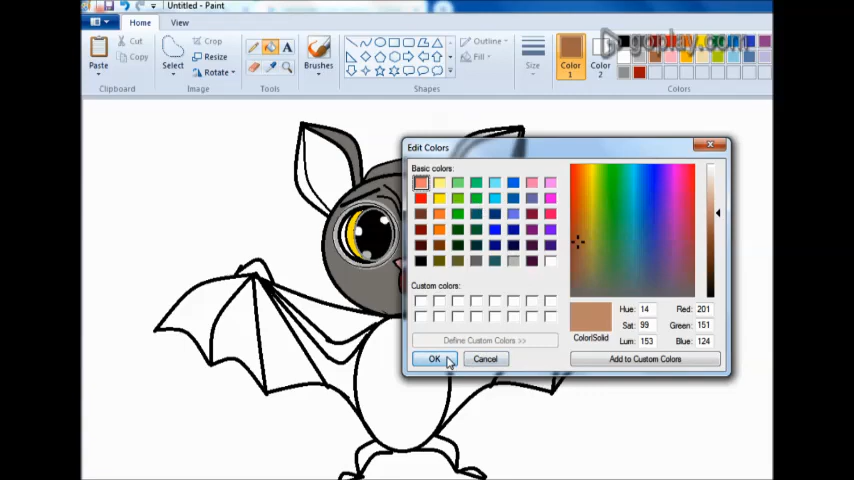 Untitled - Paint
Home
View
goplay.com
Paste
Cut
Copy
Clipboard
Select
Crop
Resize
Rotate
Image
A
Tools
Brushes
Outline
Fill
Shapes
Size
Color
1
Color
2
Colors
Edit Colors
Basic colors:
Custom colors:
Define Custom Colors >>
OK
Cancel
Color|Solid
Hue: 14
Sat: 99
Lum: 153
Red: 201
Green: 151
Blue: 124
Add to Custom Colors